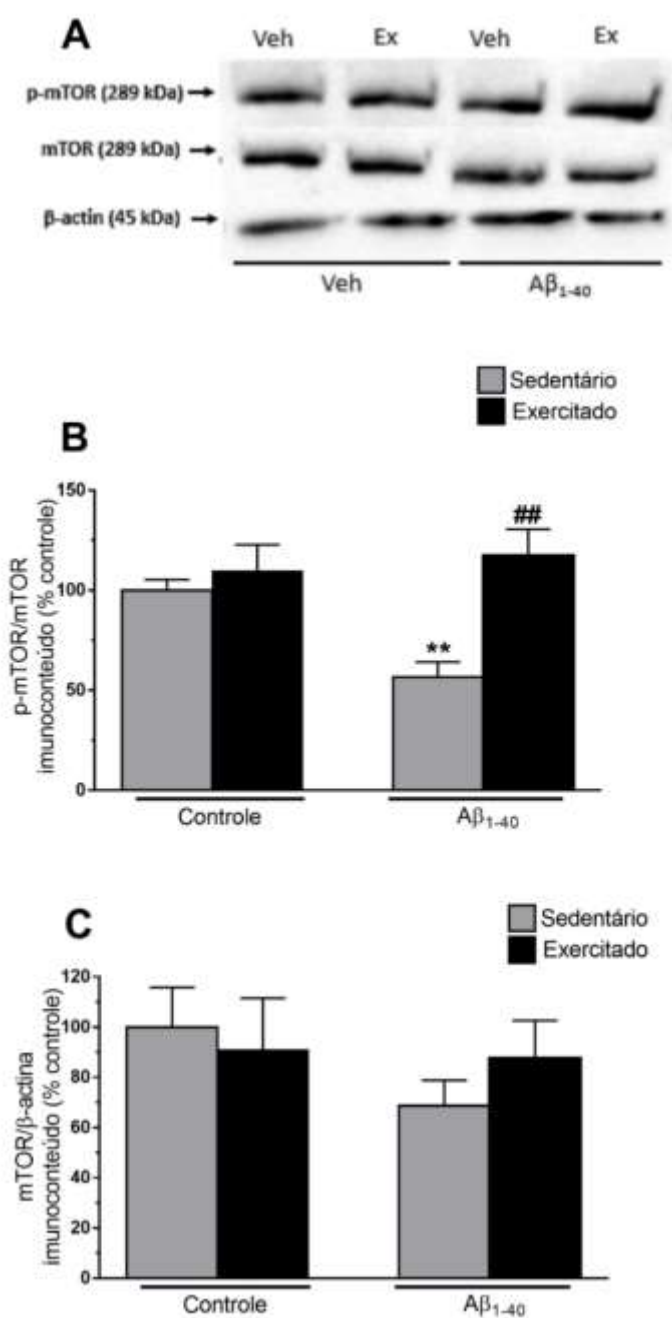 A
Veh Ex Veh Ex
p-mTOR (289 kDa) →
mTOR (289 kDa) →
β-actin (45 kDa) →
Veh Aβ1-40
Sedentário
Exercitado
B
p-mTOR/mTOR
imunoconteúdo (% controle)
150
100
50
0
**
##
Controle Aβ1-40
Sedentário
Exercitado
C
mTOR/β-actina
imunoconteúdo (% controle)
120
100
80
60
40
20
0
Controle Aβ1-40